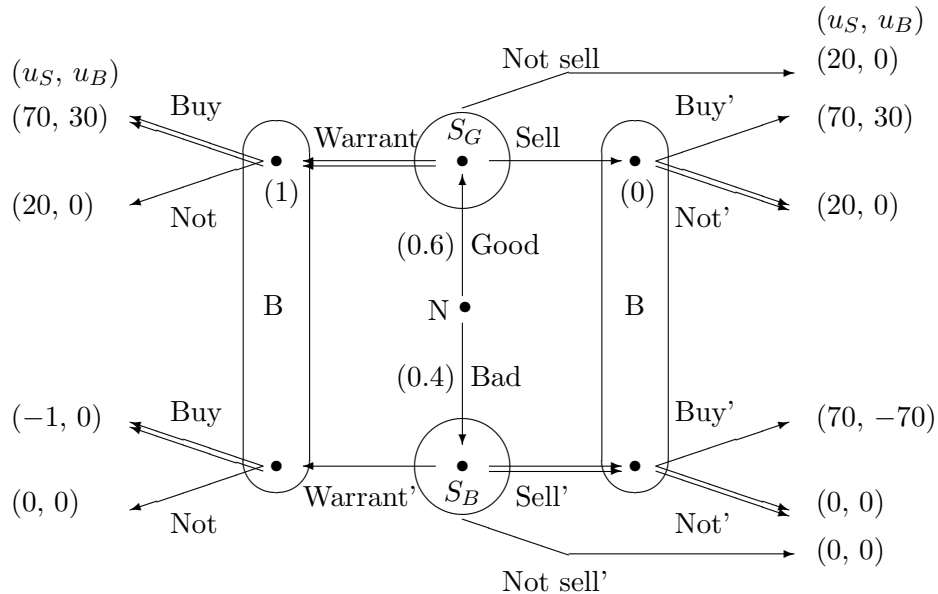 (u_S, u_B)
Not sell
(20, 0)
(u_S, u_B)
(70, 30)
Buy
Warrant
S_G
Sell
Buy'
(70, 30)
(1)
(0)
(20, 0)
Not
Not'
(20, 0)
(0.6)
Good
B
N
B
(0.4)
Bad
(−1, 0)
Buy
Buy'
(70, −70)
Warrant'
S_B
Sell'
(0, 0)
Not
Not'
(0, 0)
(0, 0)
Not sell'